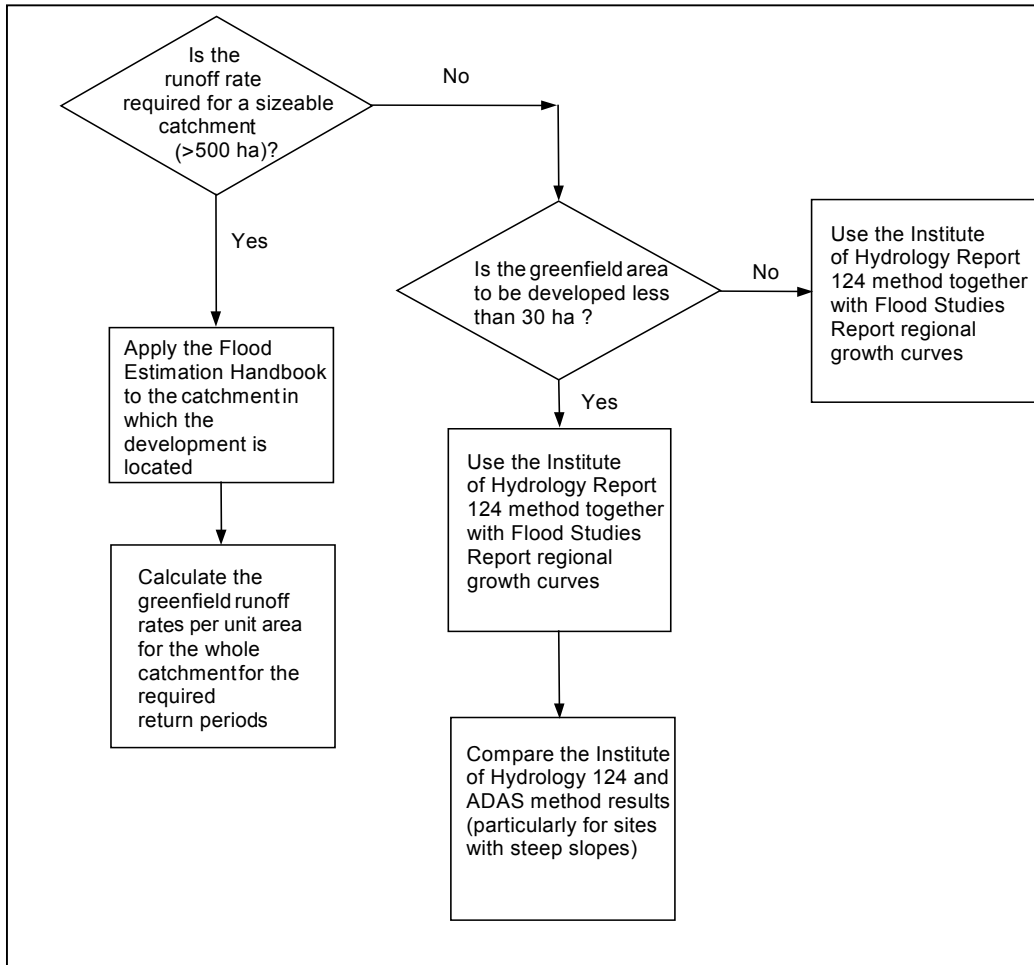 Is the
runoff rate
required for a sizeable
catchment
(>500 ha)?
No
Yes
Is the greenfield area
to be developed less
than 30 ha ?
No
Use the Institute
of Hydrology Report
124 method together
with Flood Studies
Report regional
growth curves
Apply the Flood
Estimation Handbook
to the catchment in
which the
development is
located
Yes
Use the Institute
of Hydrology Report
124 method together
with Flood Studies
Report regional
growth curves
Calculate the
greenfield runoff
rates per unit area
for the whole
catchment for the
required
return periods
Compare the Institute
of Hydrology 124 and
ADAS method results
(particularly for sites
with steep slopes)